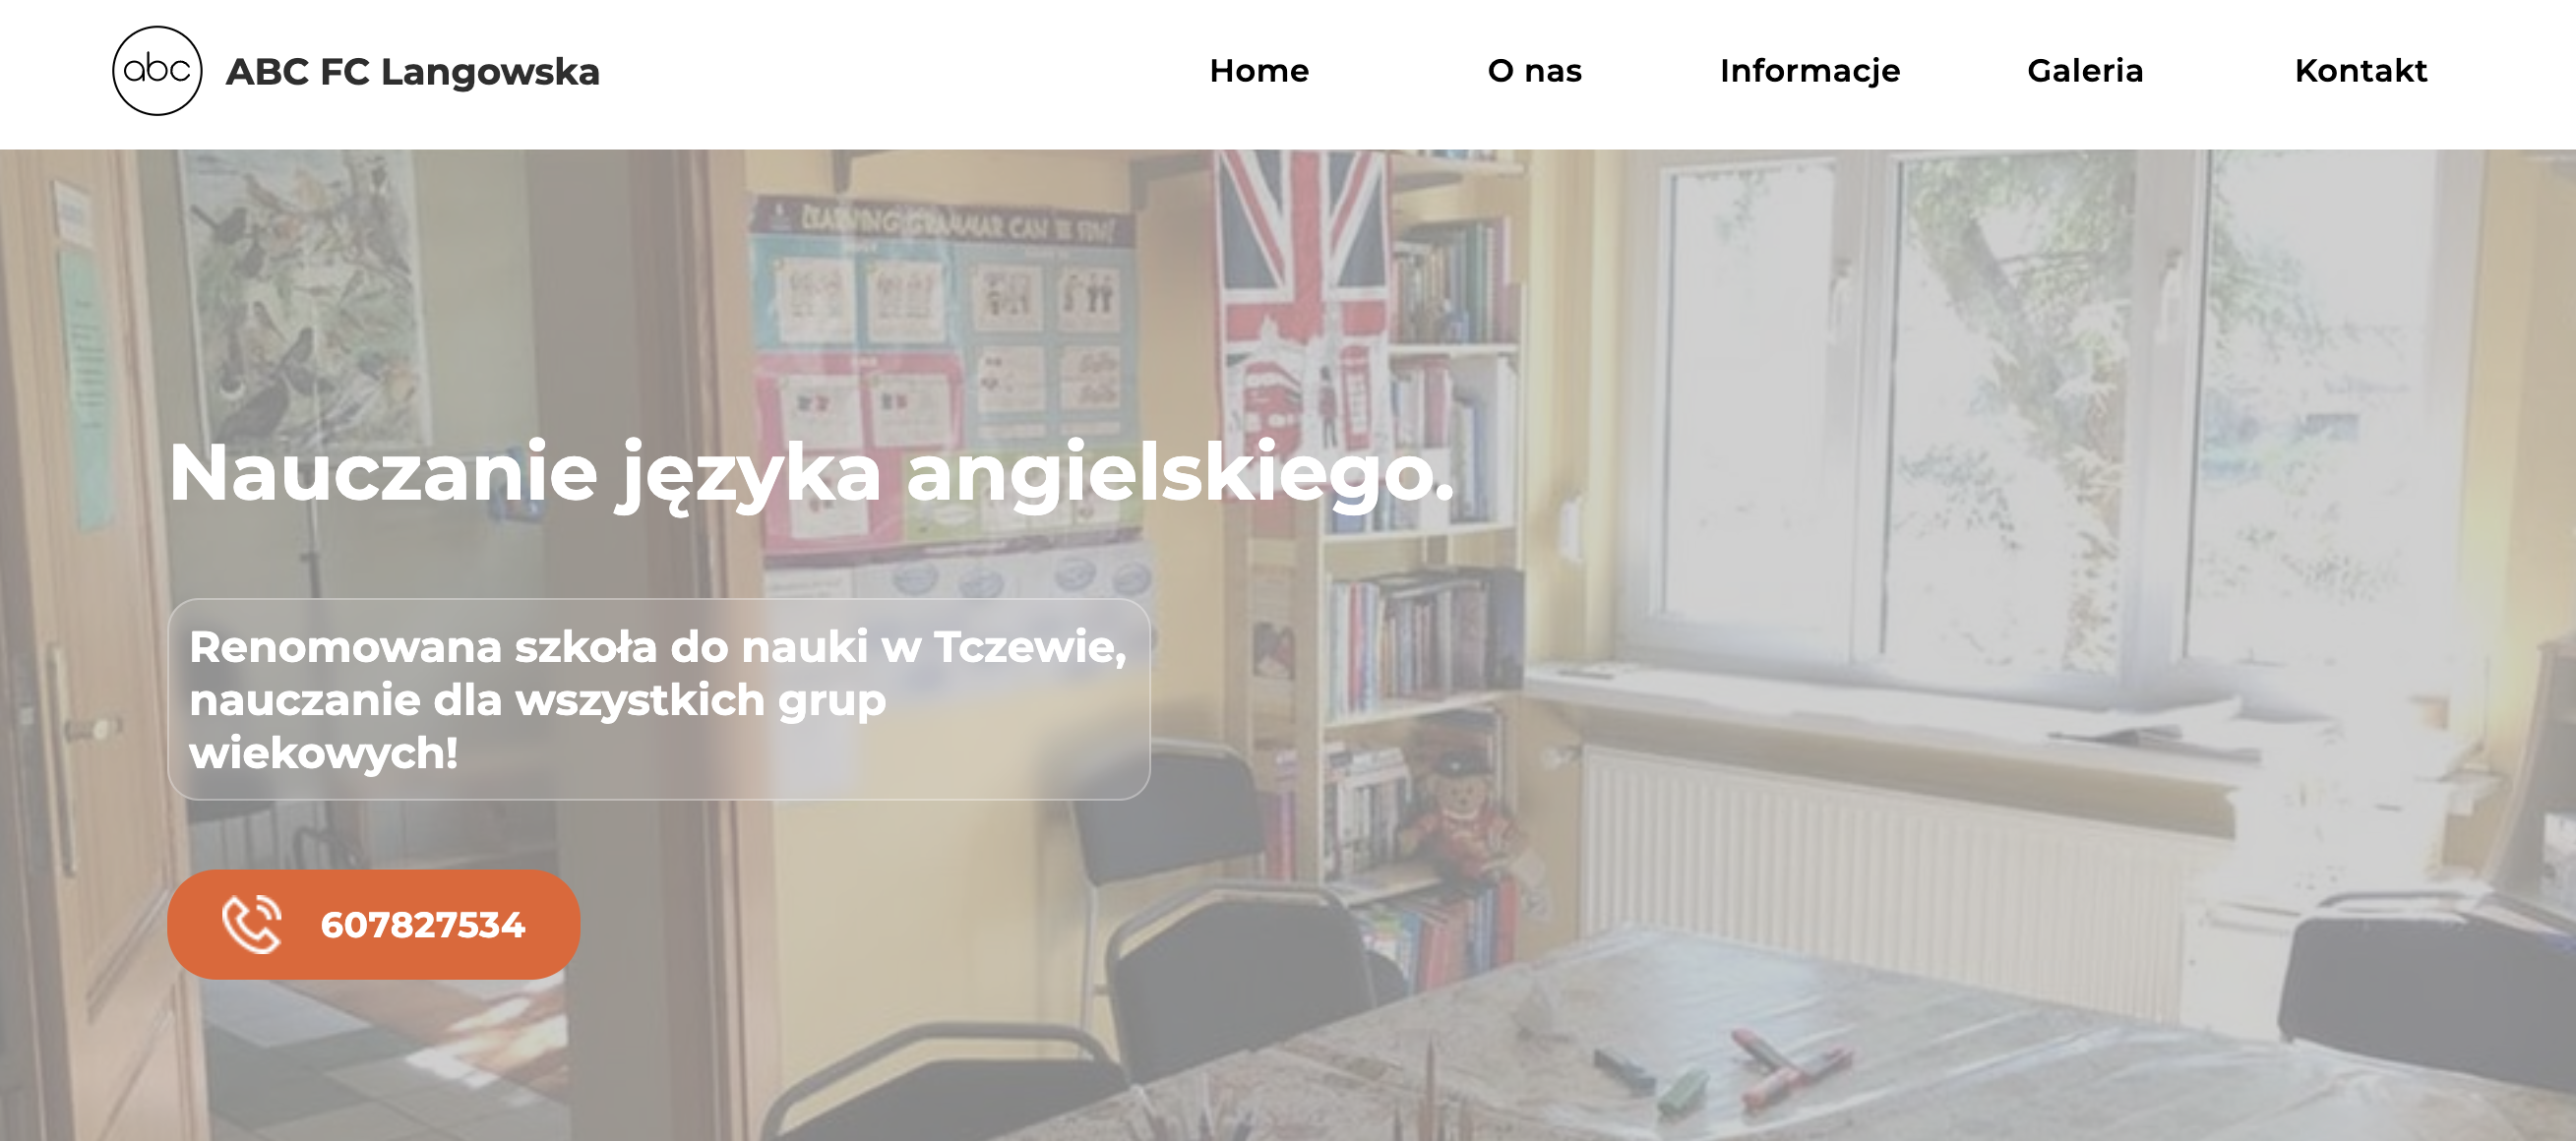 abc
ABC FC Langowska
Home
O nas
Informacje
Galeria
Kontakt
LEARNING GRAMMAR CAN BE FUN!
Nauczanie języka angielskiego.
Renomowana szkoła do nauki w Tczewie,
nauczanie dla wszystkich grup
wiekowych!
607827534